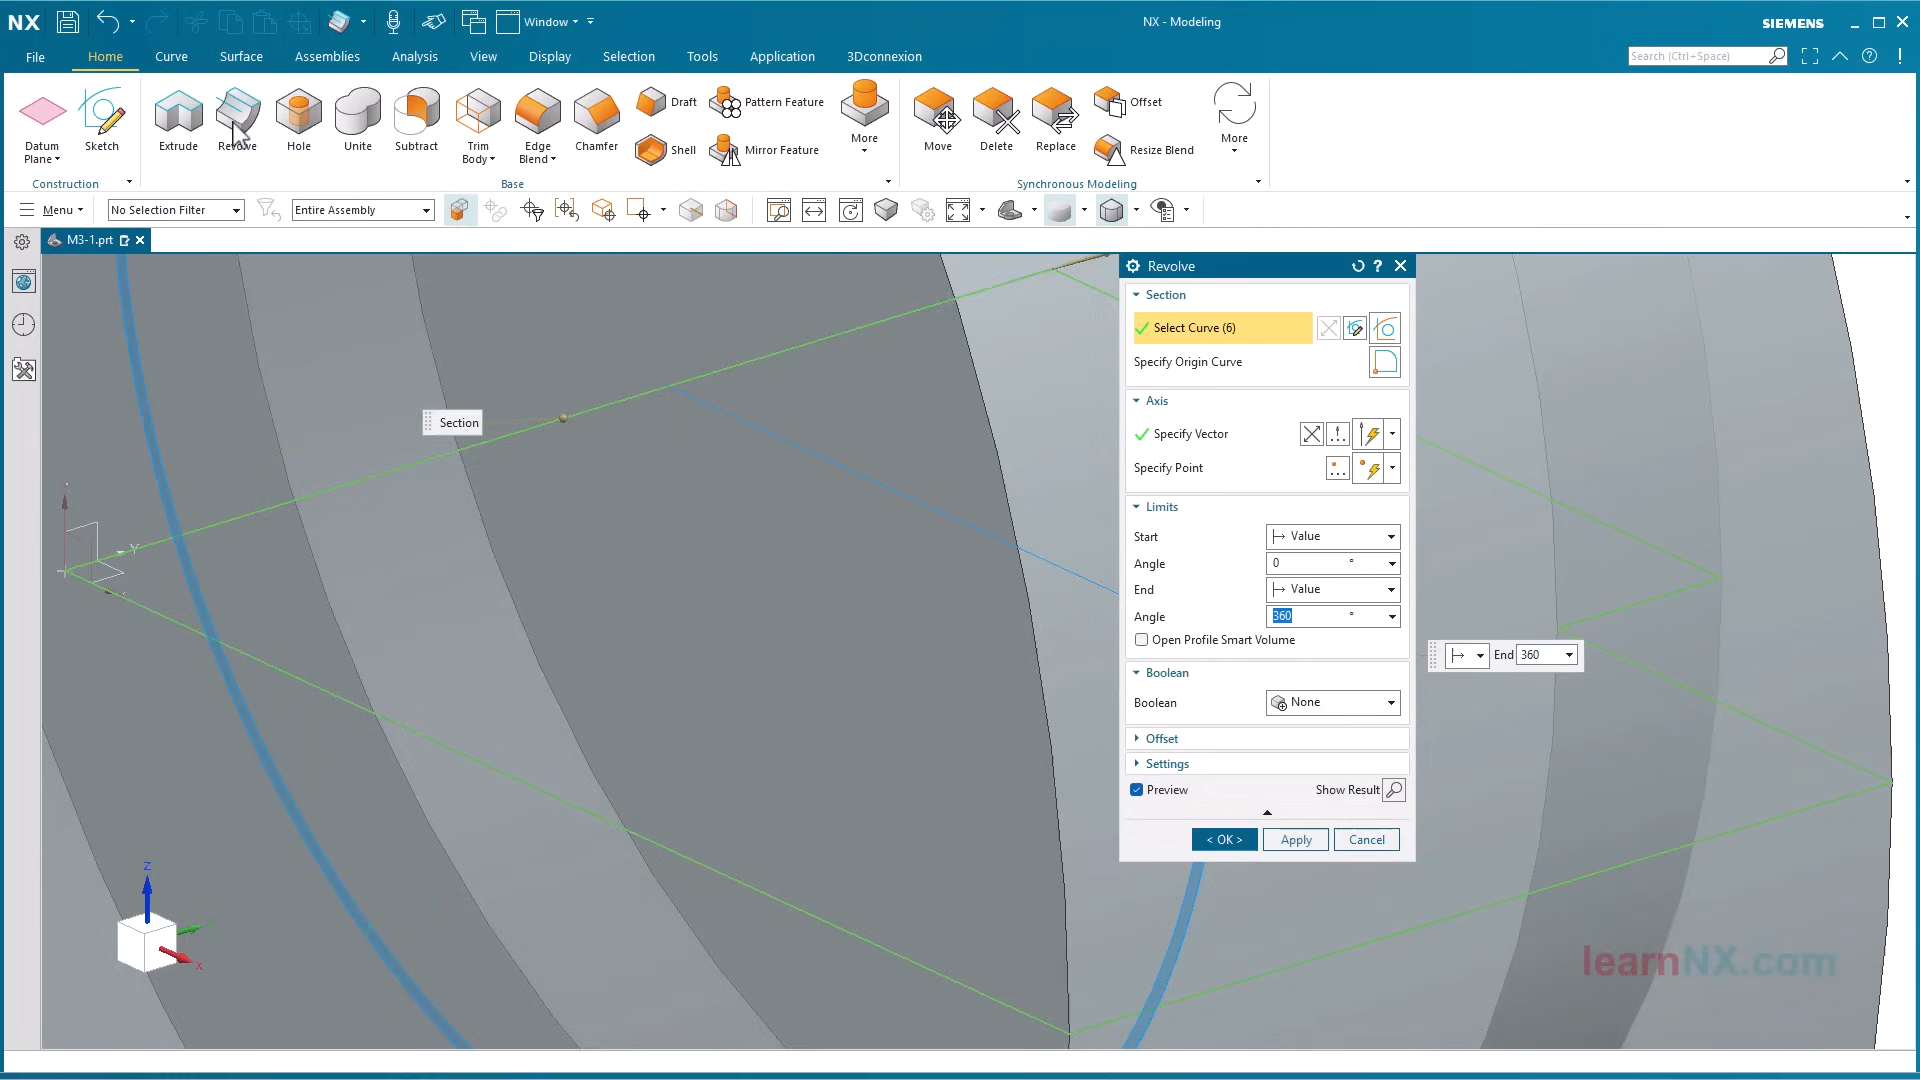 NX
Window
NX - Modeling
SIEMENS
File
Home
Curve
Surface
Assemblies
Analysis
View
Display
Selection
Tools
Application
3Dconnexion
Search (Ctrl+Space)
Datum
Plane
Sketch
Extrude
Revolve
Hole
Unite
Subtract
Trim
Body
Edge
Blend
Chamfer
Draft
Shell
Pattern Feature
Mirror Feature
More
Move
Delete
Replace
Offset
Resize Blend
More
Construction
Base
Synchronous Modeling
Menu
No Selection Filter
Entire Assembly
M3-1.prt
Revolve
Section
Select Curve (6)
Specify Origin Curve
Axis
Specify Vector
Specify Point
Limits
Start
Value
Angle
0 °
End
Value
Angle
360 °
Open Profile Smart Volume
Boolean
Boolean
None
Offset
Settings
Preview
Show Result
< OK >
Apply
Cancel
Section
End 360
Y
Z
X
learnNX.com